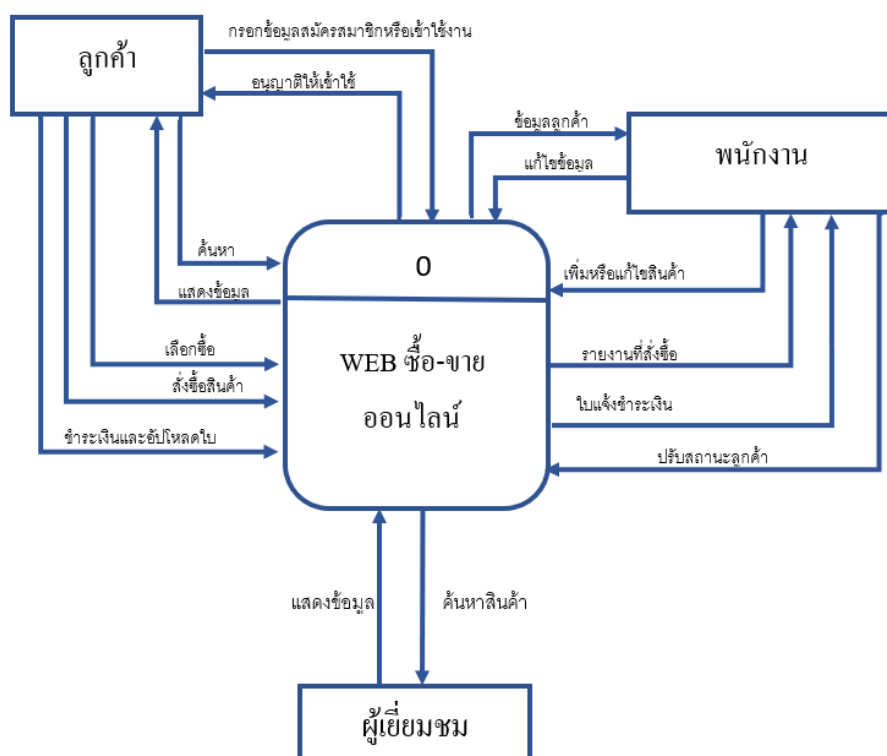 ลูกค้า
กรอกข้อมูลสมัครสมาชิกหรือเข้าใช้งาน
อนุญาติให้เข้าใช้
ข้อมูลลูกค้า
แก้ไขข้อมูล
พนักงาน
ค้นหา
แสดงข้อมูล
เลือกซื้อ
สั่งซื้อสินค้า
ชำระเงินและอัปโหลดใบ
0
WEB ซื้อ-ขาย
ออนไลน์
เพิ่มหรือแก้ไขสินค้า
รายงานที่สั่งซื้อ
ใบแจ้งชำระเงิน
ปรับสถานะลูกค้า
แสดงข้อมูล
ค้นหาสินค้า
ผู้เยี่ยมชม